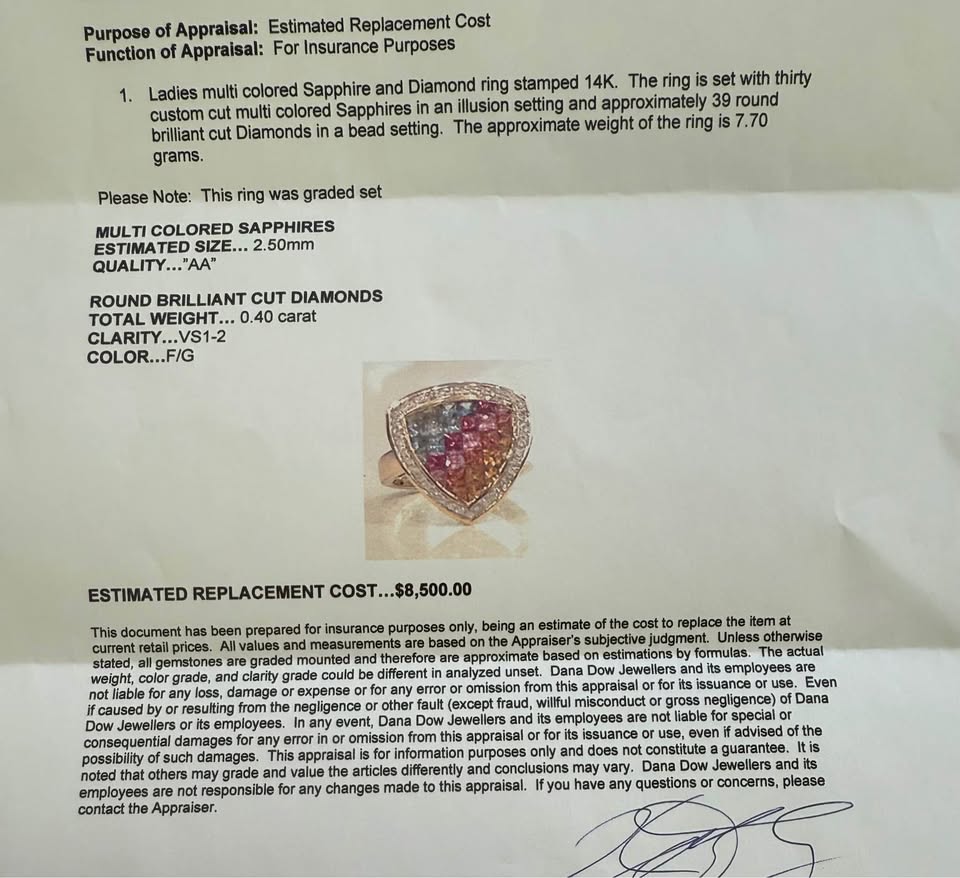 Purpose of Appraisal: Estimated Replacement Cost
Function of Appraisal: For Insurance Purposes
1. Ladies multi colored Sapphire and Diamond ring stamped 14K. The ring is set with thirty
custom cut multi colored Sapphires in an illusion setting and approximately 39 round
brilliant cut Diamonds in a bead setting. The approximate weight of the ring is 7.70
grams.
Please Note: This ring was graded set
MULTI COLORED SAPPHIRES
ESTIMATED SIZE... 2.50mm
QUALITY..."AA"
ROUND BRILLIANT CUT DIAMONDS
TOTAL WEIGHT... 0.40 carat
CLARITY...VS1-2
COLOR...F/G
ESTIMATED REPLACEMENT COST...$8,500.00
This document has been prepared for insurance purposes only, being an estimate of the cost to replace the item at
current retail prices. All values and measurements are based on the Appraiser's subjective judgment. Unless otherwise
stated, all gemstones are graded mounted and therefore are approximate based on estimations by formulas. The actual
weight, color grade, and clarity grade could be different in analyzed unset. Dana Dow Jewellers and its employees are
not liable for any loss, damage or expense or for any error or omission from this appraisal or for its issuance or use. Even
if caused by or resulting from the negligence or other fault (except fraud, willful misconduct or gross negligence) of Dana
Dow Jewellers or its employees. In any event, Dana Dow Jewellers and its employees are not liable for special or
consequential damages for any error in or omission from this appraisal or for its issuance or use, even if advised of the
possibility of such damages. This appraisal is for information purposes only and does not constitute a guarantee. It is
noted that others may grade and value the articles differently and conclusions may vary. Dana Dow Jewellers and its
employees are not responsible for any changes made to this appraisal. If you have any questions or concerns, please
contact the Appraiser.